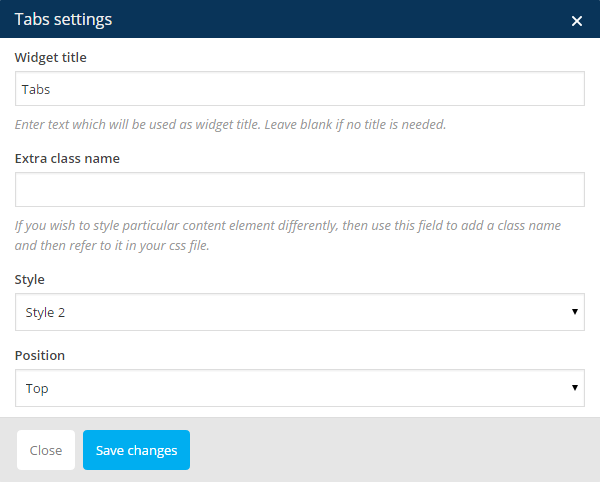 Tabs settings
Widget title
Tabs
Enter text which will be used as widget title. Leave blank if no title is needed.
Extra class name
If you wish to style particular content element differently, then use this field to add a class name
and then refer to it in your css file.
Style
Style 2
Position
Top
Close Save changes